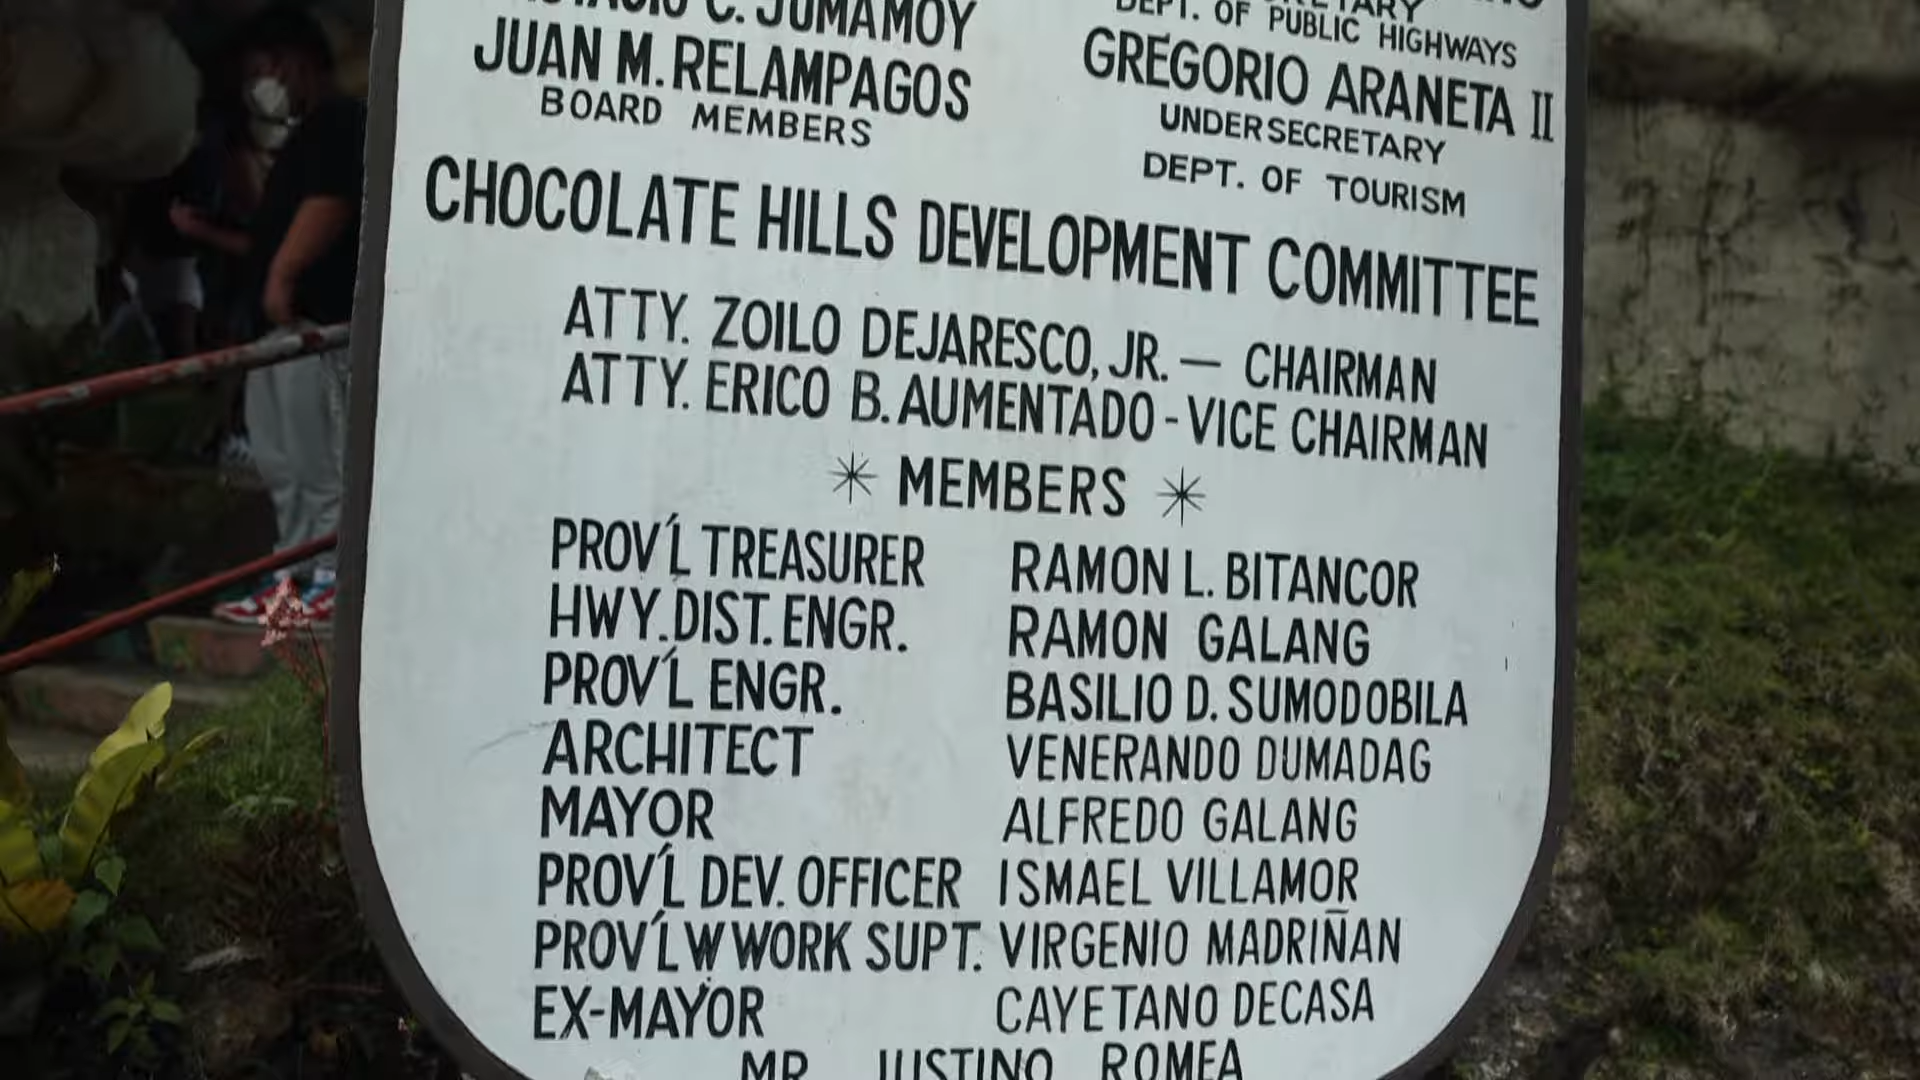 C. JUMAMOY
JUAN M. RELAMPAGOS
BOARD MEMBERS
DEPT. OF PUBLIC HIGHWAYS
GREGORIO ARANETA II
UNDERSECRETARY
DEPT. OF TOURISM
CHOCOLATE HILLS DEVELOPMENT COMMITTEE
ATTY. ZOILO DEJARESCO, JR. — CHAIRMAN
ATTY. ERICO B. AUMENTADO - VICE CHAIRMAN
* MEMBERS *
PROV'L TREASURER RAMON L. BITANCOR
HWY. DIST. ENGR. RAMON GALANG
PROV'L ENGR. BASILIO D. SUMODOBILA
ARCHITECT VENERANDO DUMADAG
MAYOR ALFREDO GALANG
PROV'L DEV. OFFICER ISMAEL VILLAMOR
PROV'L W WORK SUPT. VIRGENIO MADRIÑAN
EX-MAYOR CAYETANO DECASA
MR. JUSTINO ROMEA